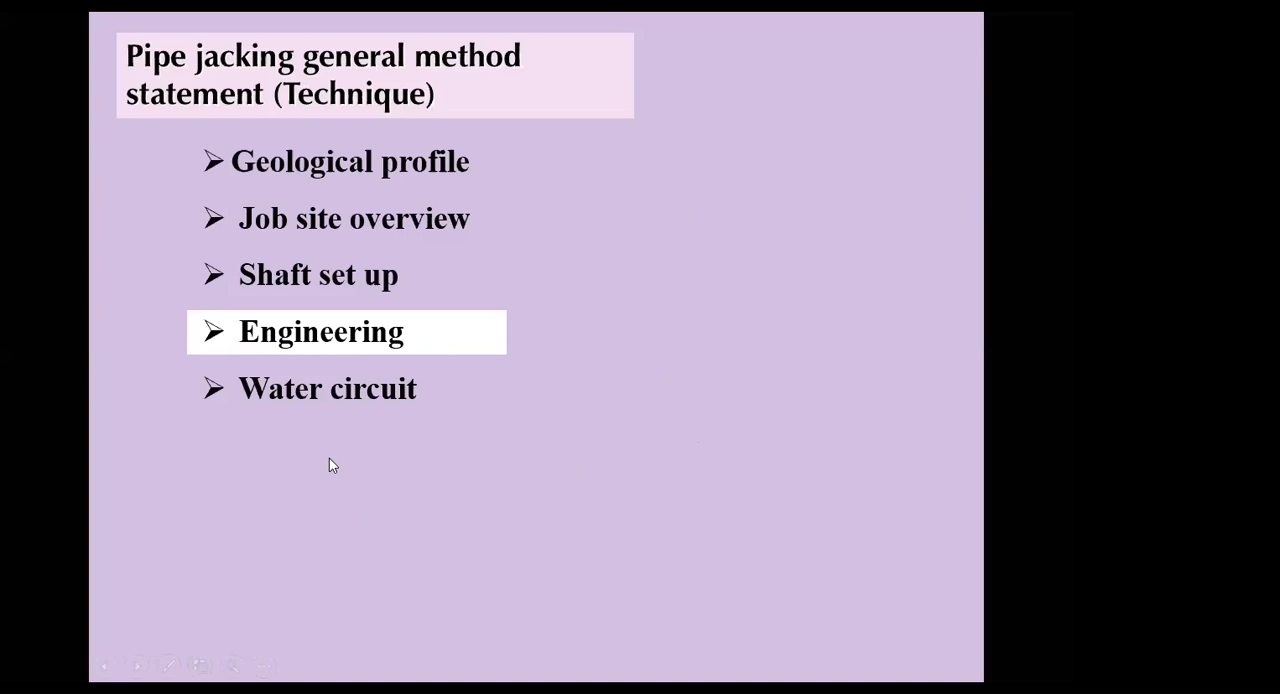 Pipe jacking general method
statement (Technique)
➢ Geological profile
➢ Job site overview
➢ Shaft set up
➢ Engineering
➢ Water circuit